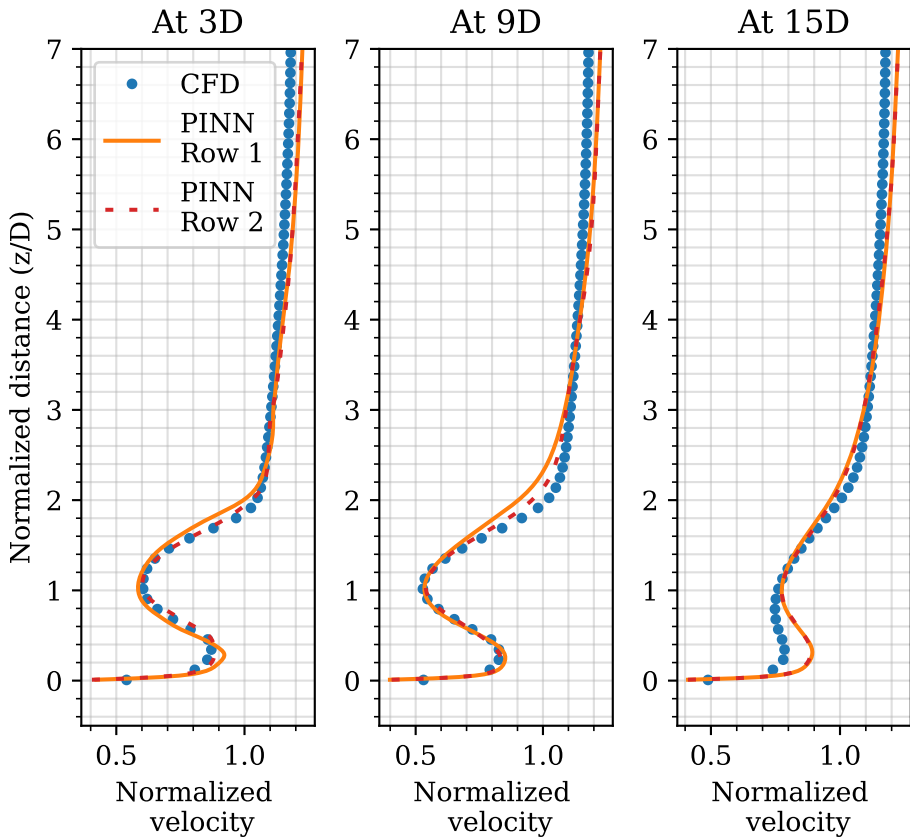 At 3D
At 9D
At 15D
Normalized distance (z/D)
7
6
5
4
3
2
1
0
CFD
PINN
Row 1
PINN
Row 2
0.5
1.0
Normalized
velocity
7
6
5
4
3
2
1
0
0.5
1.0
Normalized
velocity
7
6
5
4
3
2
1
0
0.5
1.0
Normalized
velocity